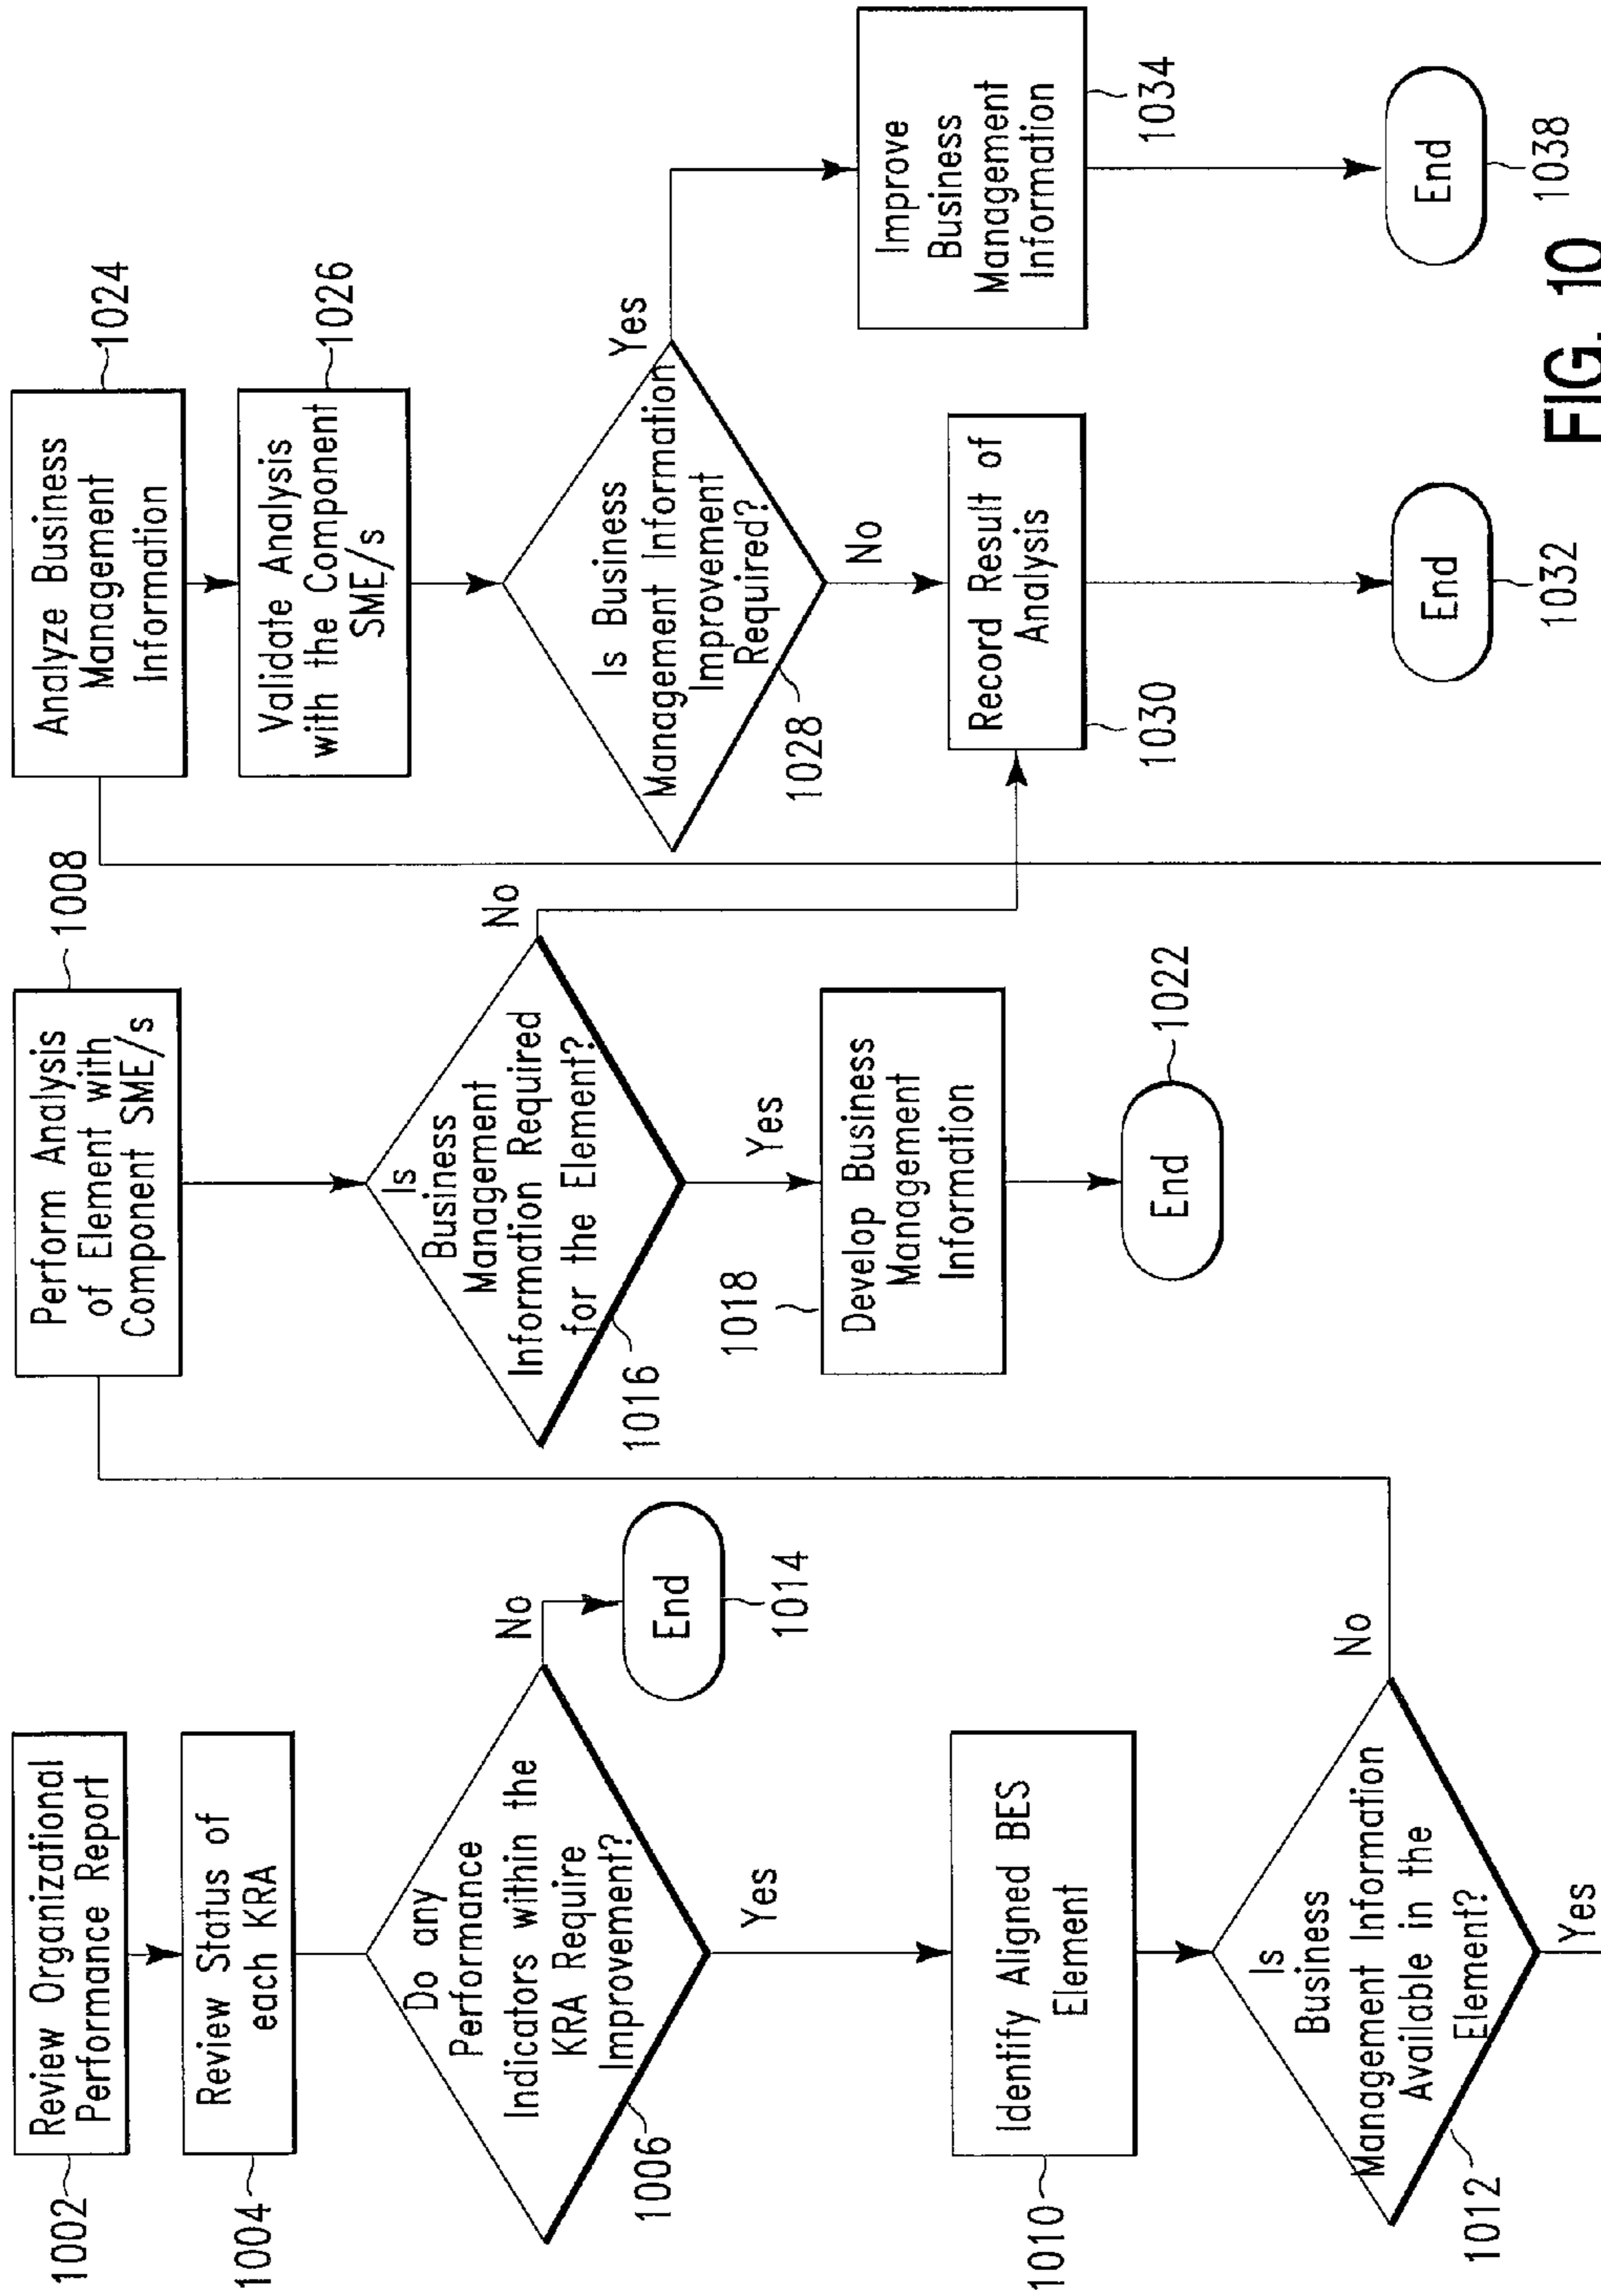 1002
Review Organizational
Performance Report
1004
Review Status of
each KRA
Do any
Performance
Indicators within the
KRA Require
Improvement?
1006
No
End
1014
Yes
1010
Identify Aligned BES
Element
Is
Business
Management Information
Available in the
Element?
1012
No
Yes
1008
Perform Analysis
of Element with
Component SME/s
Is
Business
Management
Information Required
for the Element?
1016
No
Yes
1018
Develop Business
Management
Information
End
1022
1024
Analyze Business
Management
Information
1026
Validate Analysis
with the Component
SME/s
Is Business
Management Information
Improvement
Required?
1028
Yes
No
Record Result of
Analysis
1030
End
1032
Improve
Business
Management
Information
1034
End
1038
FIG. 10